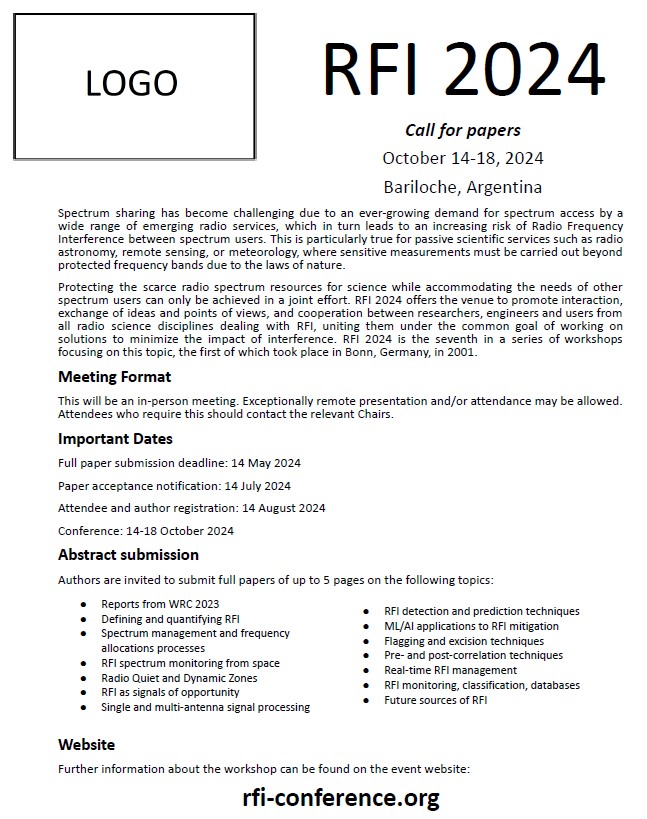 LOGO
RFI 2024
Call for papers
October 14-18, 2024
Bariloche, Argentina
Spectrum sharing has become challenging due to an ever-growing demand for spectrum access by a
wide range of emerging radio services, which in turn leads to an increasing risk of Radio Frequency
Interference between spectrum users. This is particularly true for passive scientific services such as radio
astronomy, remote sensing, or meteorology, where sensitive measurements must be carried out beyond
protected frequency bands due to the laws of nature.
Protecting the scarce radio spectrum resources for science while accommodating the needs of other
spectrum users can only be achieved in a joint effort. RFI 2024 offers the venue to promote interaction,
exchange of ideas and points of views, and cooperation between researchers, engineers and users from
all radio science disciplines dealing with RFI, uniting them under the common goal of working on
solutions to minimize the impact of interference. RFI 2024 is the seventh in a series of workshops
focusing on this topic, the first of which took place in Bonn, Germany, in 2001.
Meeting Format
This will be an in-person meeting. Exceptionally remote presentation and/or attendance may be allowed.
Attendees who require this should contact the relevant Chairs.
Important Dates
Full paper submission deadline: 14 May 2024
Paper acceptance notification: 14 July 2024
Attendee and author registration: 14 August 2024
Conference: 14-18 October 2024
Abstract submission
Authors are invited to submit full papers of up to 5 pages on the following topics:
● Reports from WRC 2023
● Defining and quantifying RFI
● Spectrum management and frequency
allocations processes
● RFI spectrum monitoring from space
● Radio Quiet and Dynamic Zones
● RFI as signals of opportunity
● Single and multi-antenna signal processing
● RFI detection and prediction techniques
● ML/AI applications to RFI mitigation
● Flagging and excision techniques
● Pre- and post-correlation techniques
● Real-time RFI management
● RFI monitoring, classification, databases
● Future sources of RFI
Website
Further information about the workshop can be found on the event website:
rfi-conference.org